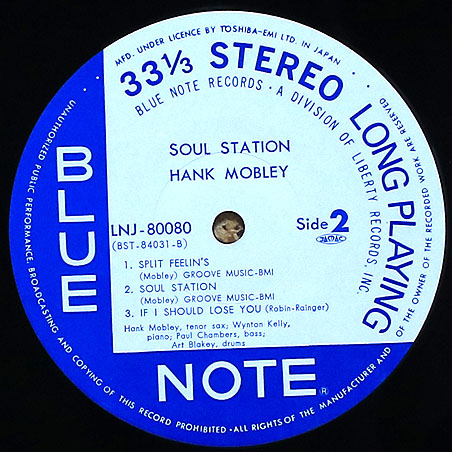 MFD. UNDER LICENCE BY TOSHIBA-EMI LTD. IN JAPAN
33 1/3 STEREO LONG PLAYING
BLUE NOTE RECORDS · A DIVISION OF LIBERTY RECORDS, INC.
SOUL STATION
HANK MOBLEY
LNJ-80080
(BST-84031-B)
Side 2
1. SPLIT FEELIN'S
(Mobley) GROOVE MUSIC-BMI
2. SOUL STATION
(Mobley) GROOVE MUSIC-BMI
3. IF I SHOULD LOSE YOU (Robin-Rainger)
Hank Mobley, tenor sax; Wynton Kelly,
piano; Paul Chambers, bass;
Art Blakey, drums
BLUE
NOTE ®
UNAUTHORIZED PUBLIC PERFORMANCE, BROADCASTING AND COPYING OF THIS RECORD PROHIBITED · ALL RIGHTS OF THE MANUFACTURER AND OF THE OWNER OF THE RECORDED WORK ARE RESERVED